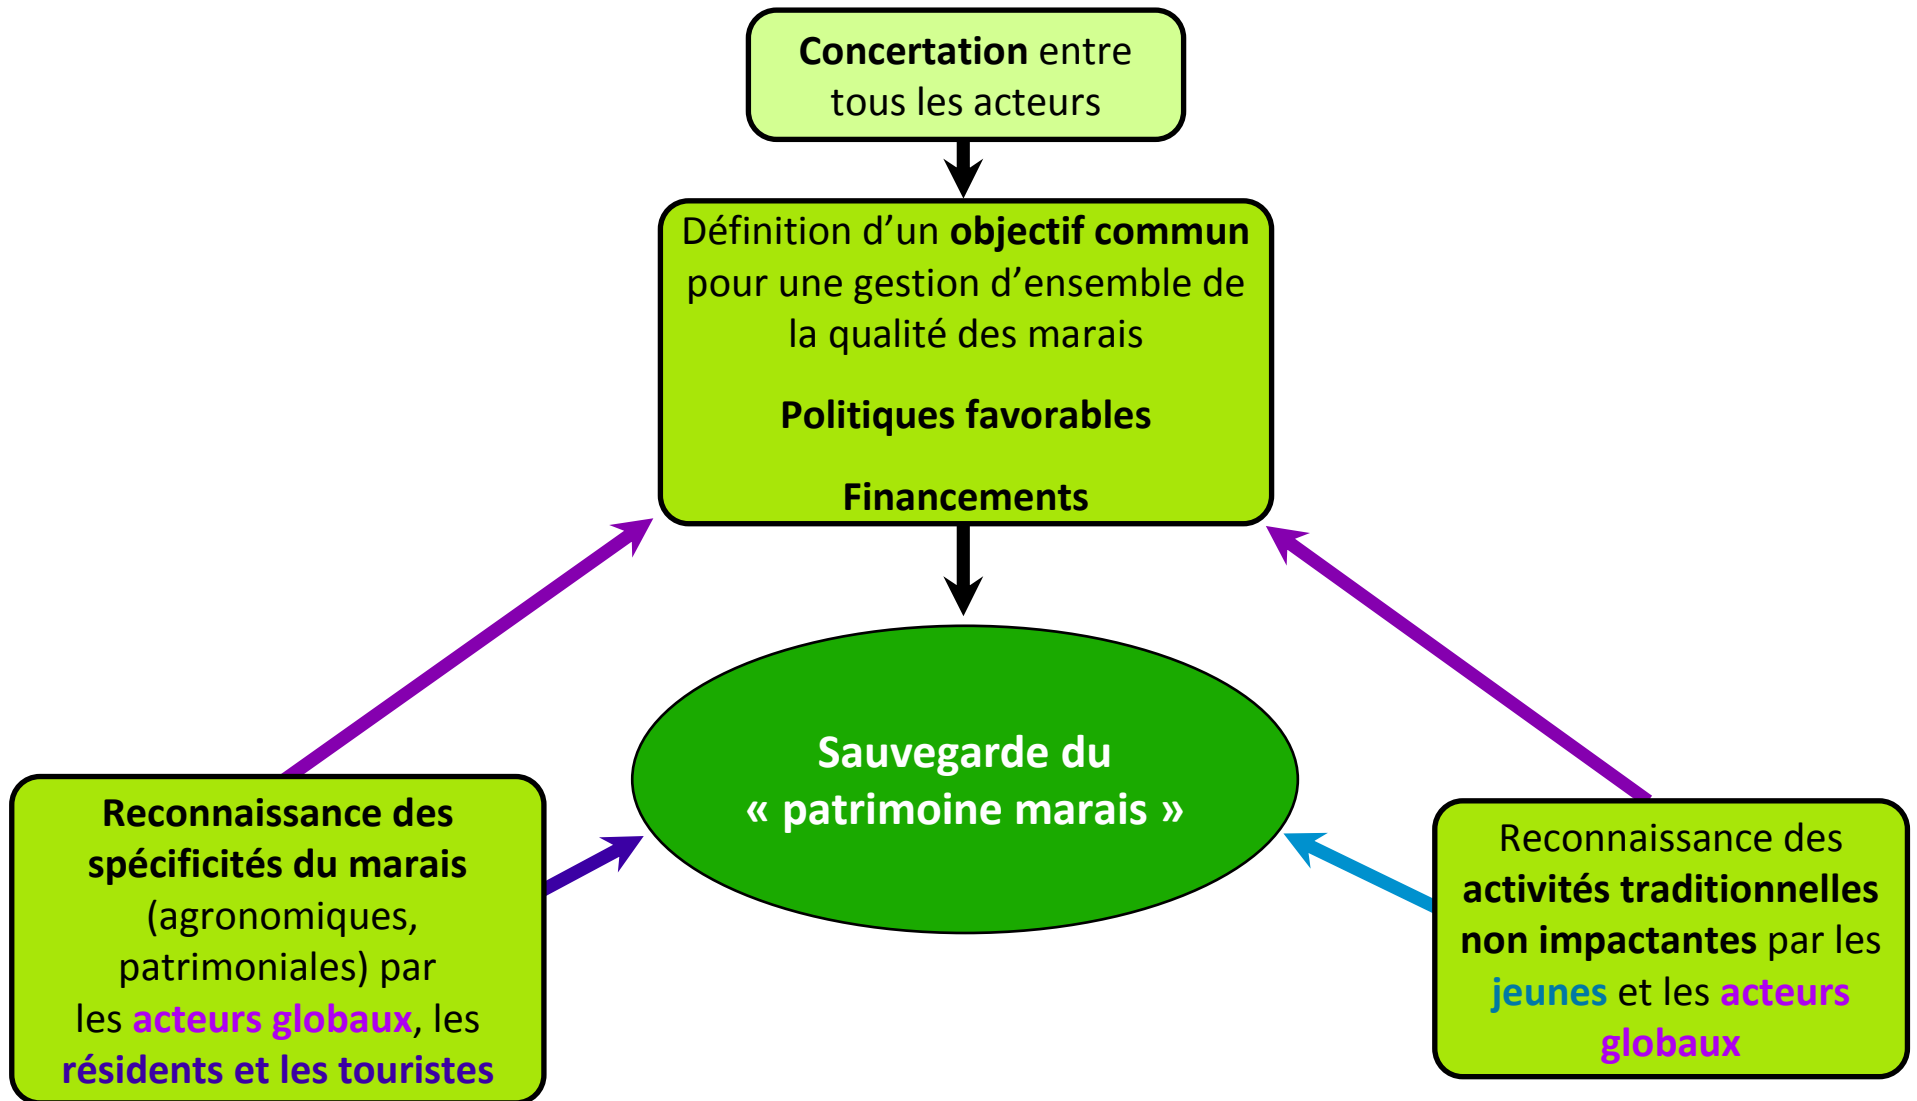 Concertation entre
tous les acteurs
Définition d’un objectif commun
pour une gestion d’ensemble de
la qualité des marais
Politiques favorables
Financements
Sauvegarde du
« patrimoine marais »
Reconnaissance des
spécificités du marais
(agronomiques,
patrimoniales) par
les acteurs globaux, les
résidents et les touristes
Reconnaissance des
activités traditionnelles
non impactantes par les
jeunes et les acteurs
globaux